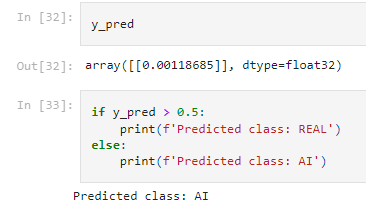 In [32]:
y_pred
Out[32]: array([[0.00118685]], dtype=float32)
In [33]:
if y_pred > 0.5:
    print(f'Predicted class: REAL')
else:
    print(f'Predicted class: AI')
Predicted class: AI